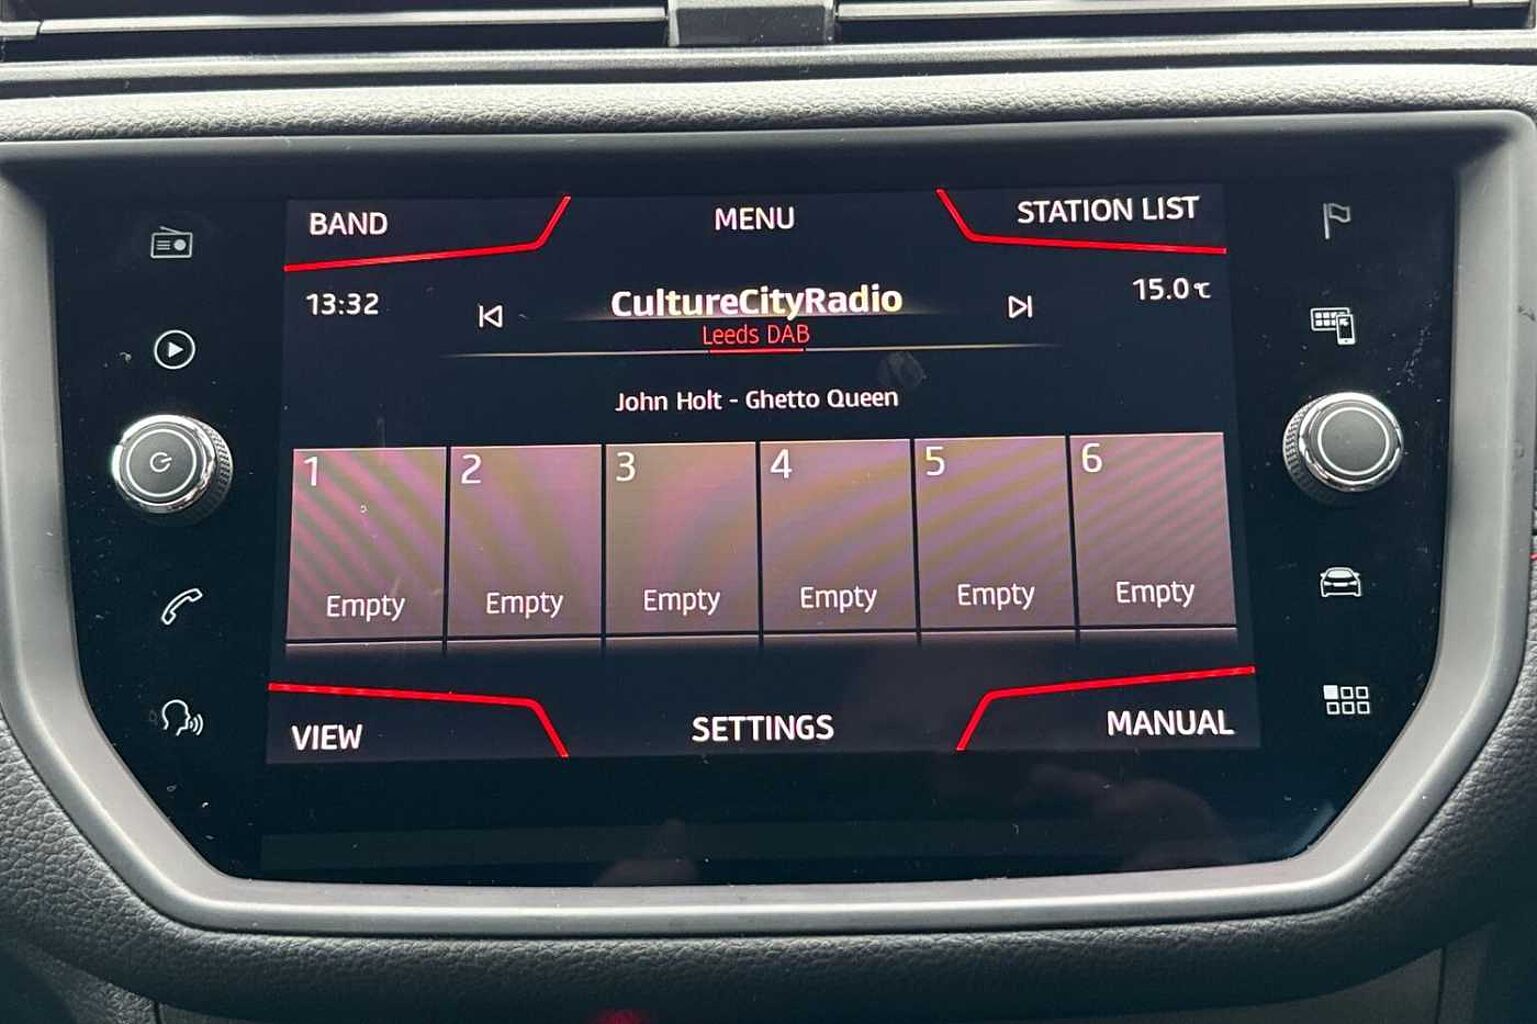 BAND
MENU
STATION LIST
13:32
CultureCityRadio
15.0°C
Leeds DAB
John Holt - Ghetto Queen
1
2
3
4
5
6
Empty
Empty
Empty
Empty
Empty
Empty
VIEW
SETTINGS
MANUAL